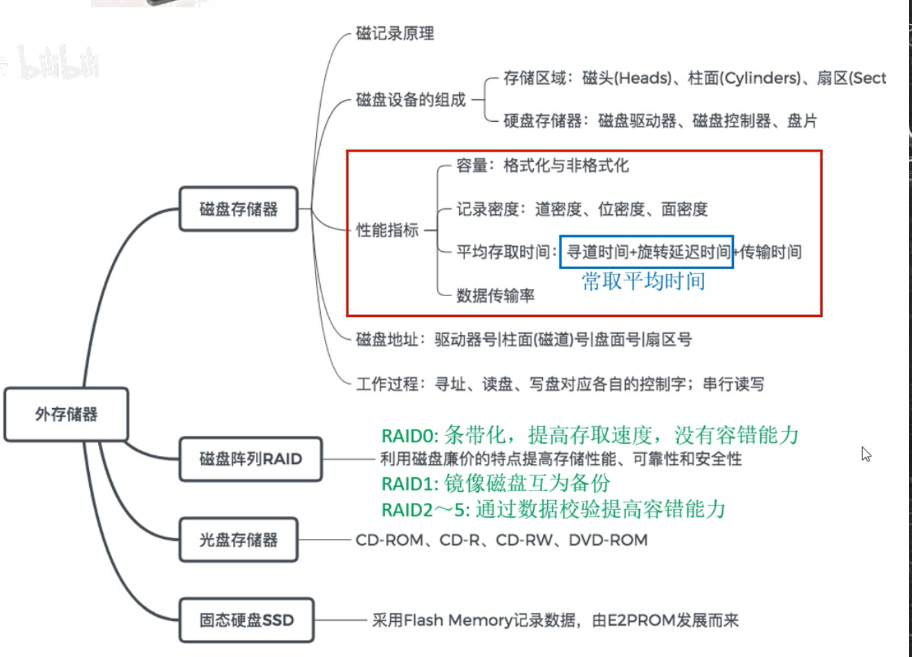 bilibili
磁记录原理
磁盘设备的组成
存储区域：磁头(Heads)、柱面(Cylinders)、扇区(Sect
硬盘存储器：磁盘驱动器、磁盘控制器、盘片
磁盘存储器
性能指标
容量：格式化与非格式化
记录密度：道密度、位密度、面密度
平均存取时间：寻道时间+旋转延迟时间+传输时间
常取平均时间
数据传输率
磁盘地址：驱动器号|柱面(磁道)号|盘面号|扇区号
工作过程：寻址、读盘、写盘对应各自的控制字；串行读写
外存储器
RAID0: 条带化，提高存取速度，没有容错能力
磁盘阵列RAID
利用磁盘廉价的特点提高存储性能、可靠性和安全性
RAID1: 镜像磁盘互为备份
RAID2～5: 通过数据校验提高容错能力
光盘存储器
CD-ROM、CD-R、CD-RW、DVD-ROM
固态硬盘SSD
采用Flash Memory记录数据，由E2PROM发展而来